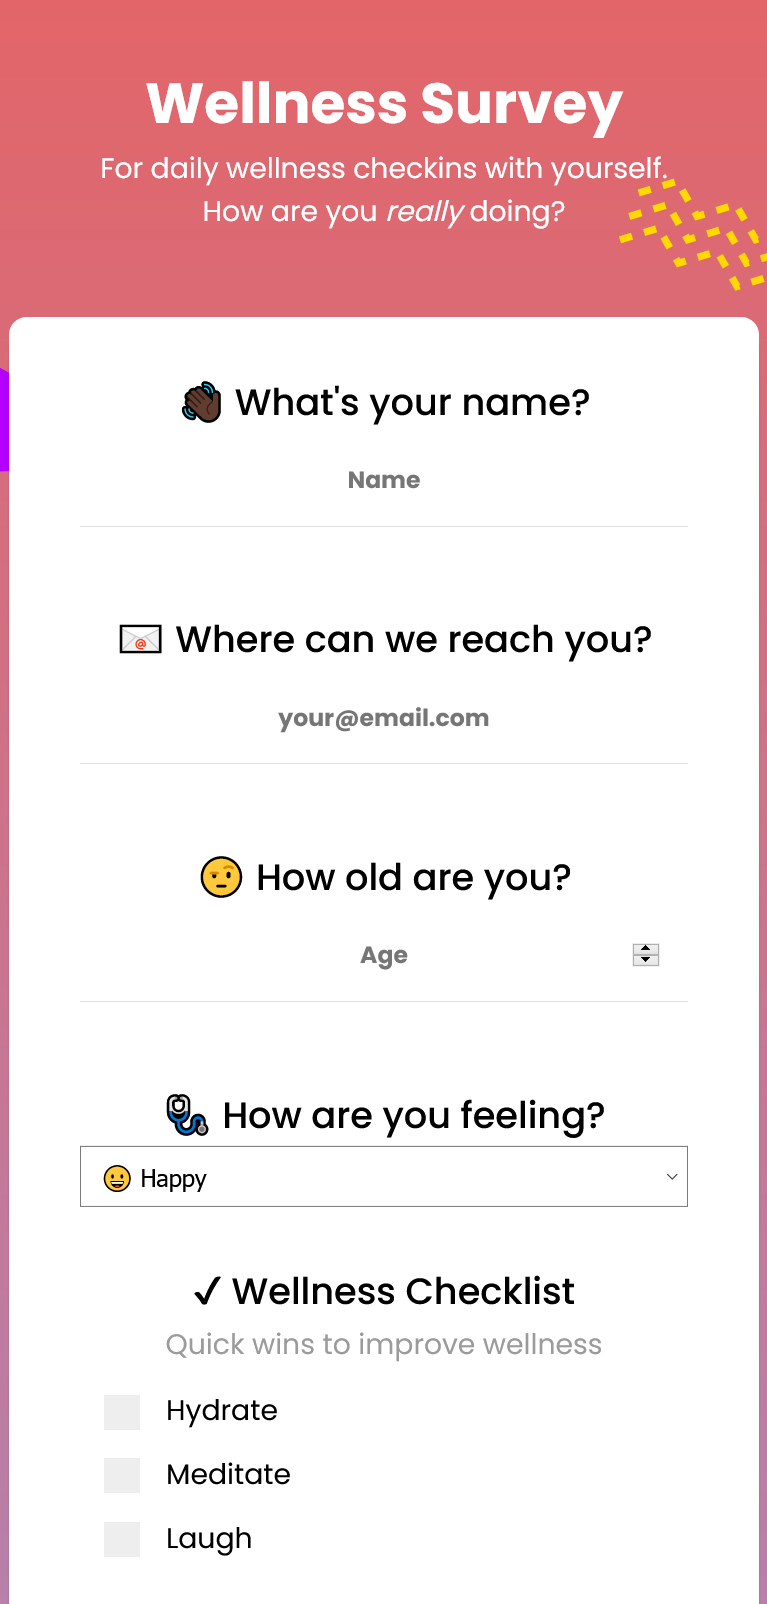 Wellness Survey
For daily wellness checkins with yourself.
How are you really doing?
👋🏿 What's your name?
Name
📧 Where can we reach you?
your@email.com
🤨 How old are you?
Age
🩺 How are you feeling?
😀 Happy
✓ Wellness Checklist
Quick wins to improve wellness
Hydrate
Meditate
Laugh